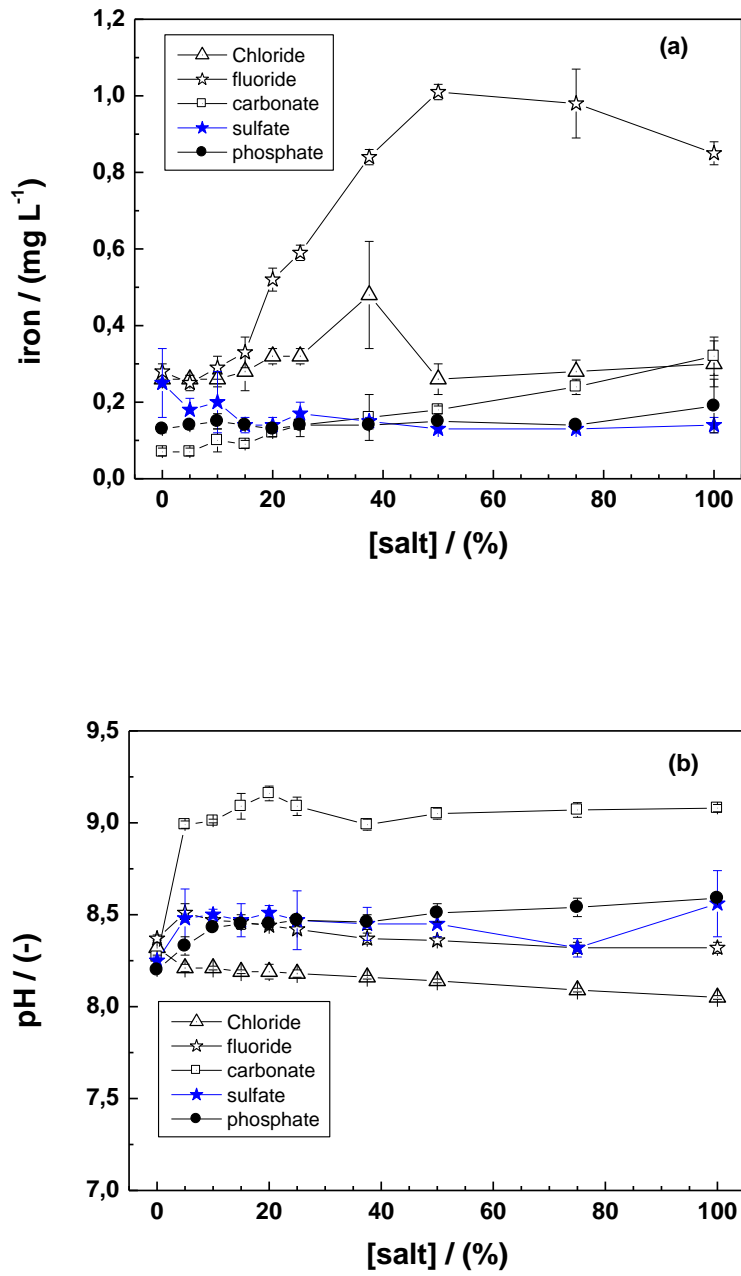 1,2
1,0
0,8
0,6
0,4
0,2
0,0
iron / (mg L⁻¹)
(a)
Chloride
fluoride
carbonate
sulfate
phosphate
0 20 40 60 80 100
[salt] / (%)
9,5
9,0
8,5
8,0
7,5
7,0
pH / (-)
(b)
Chloride
fluoride
carbonate
sulfate
phosphate
0 20 40 60 80 100
[salt] / (%)